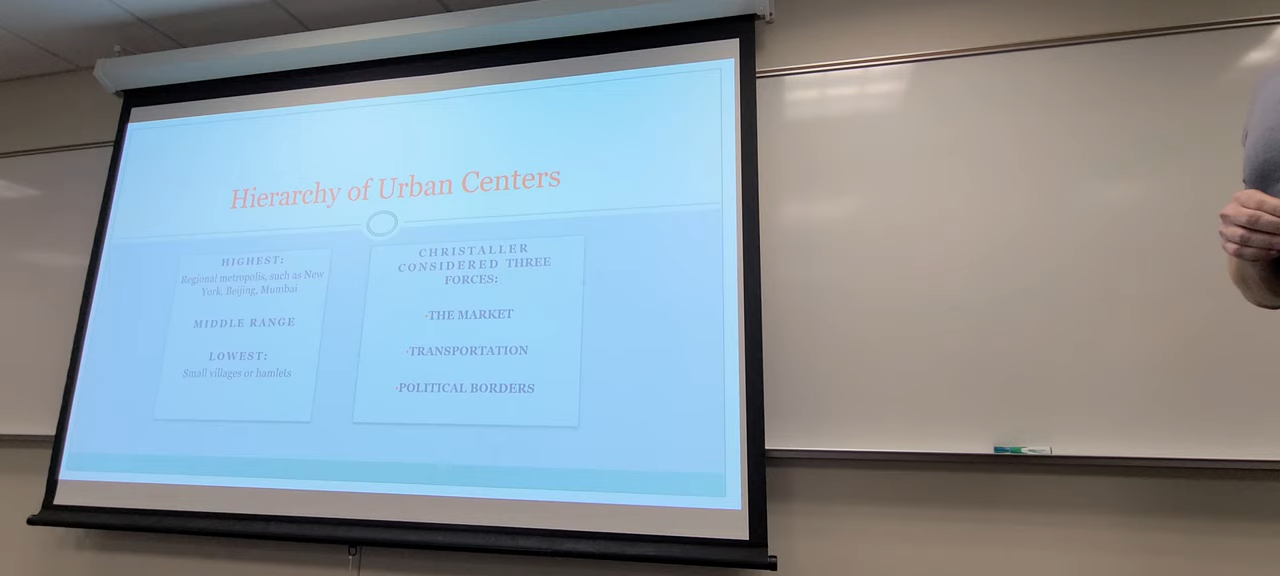 Hierarchy of Urban Centers
HIGHEST:
Regional metropolis, such as New
York, Beijing, Mumbai
MIDDLE RANGE
LOWEST:
Small villages or hamlets
CHRISTALLER
CONSIDERED THREE
FORCES:
·THE MARKET
·TRANSPORTATION
·POLITICAL BORDERS